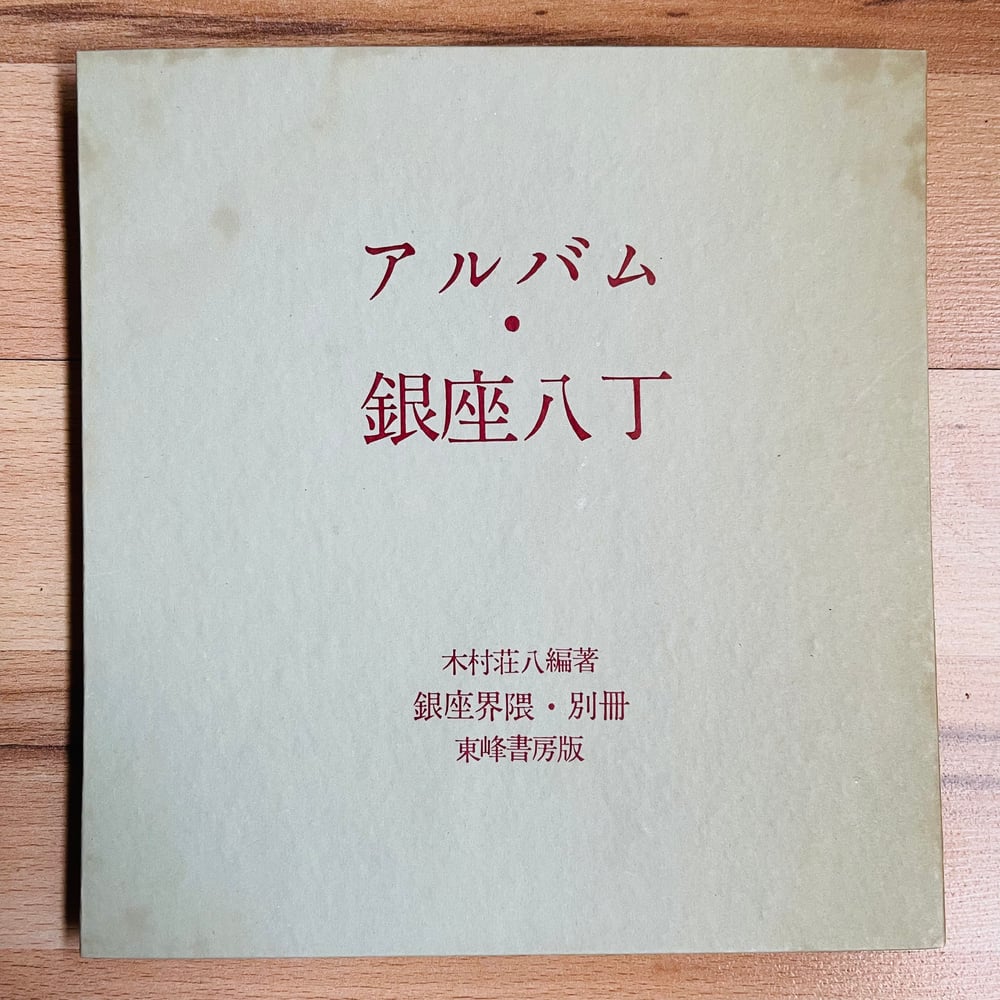 アルバム
・
銀座八丁
木村荘八編著
銀座界隈・別冊
東峰書房版